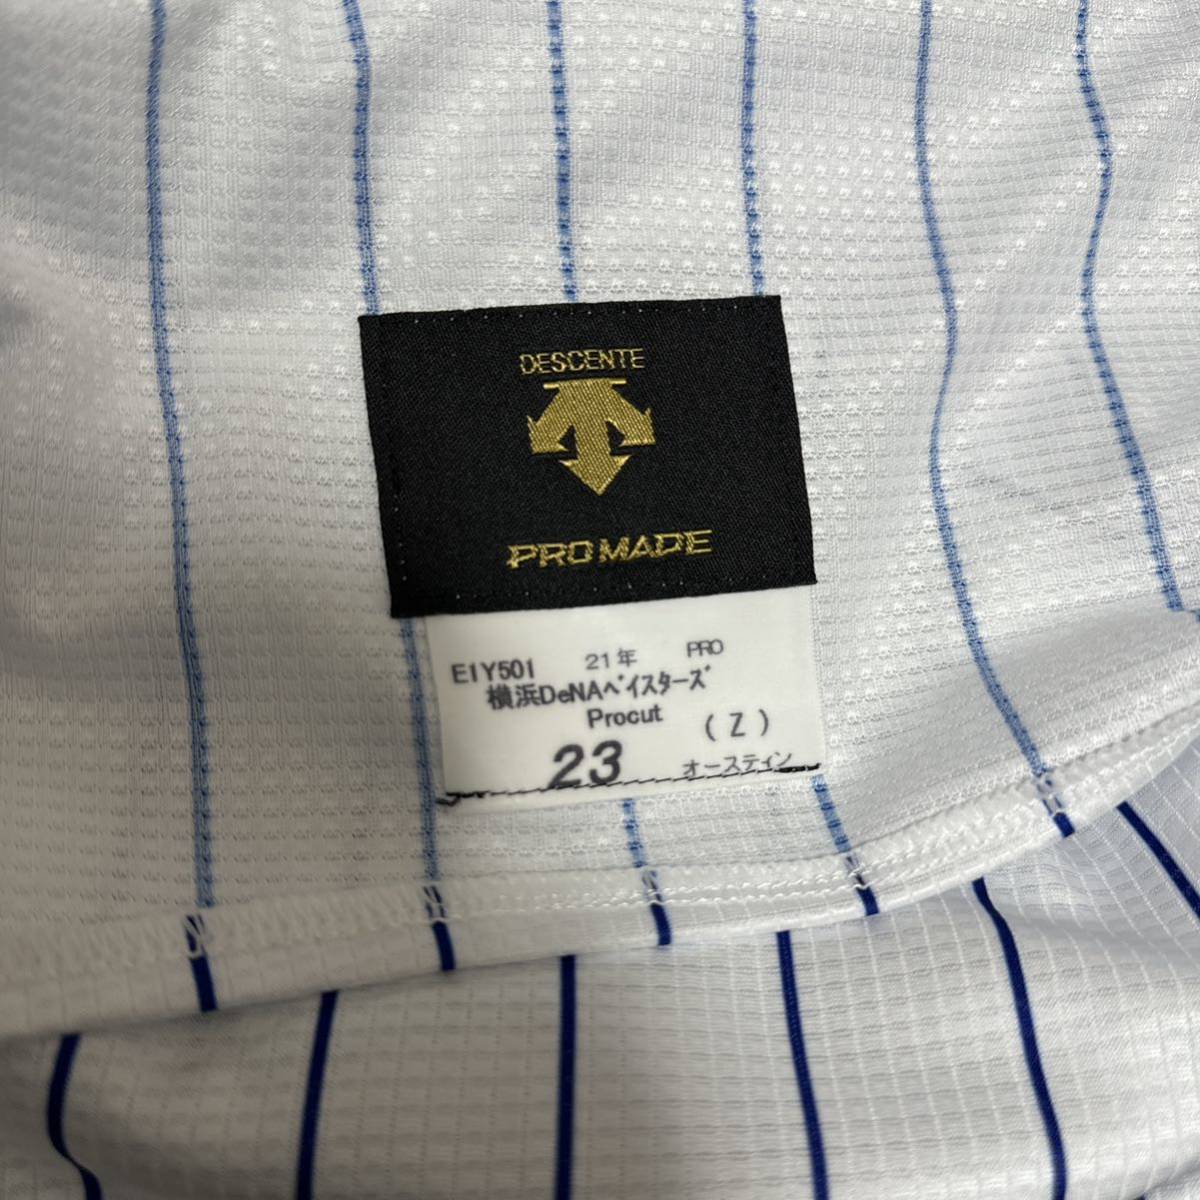 DESCENTE
PRO MADE
E1Y501 21年 PRO
横浜DeNAベイスターズ
Procut (Z)
23 オースティン